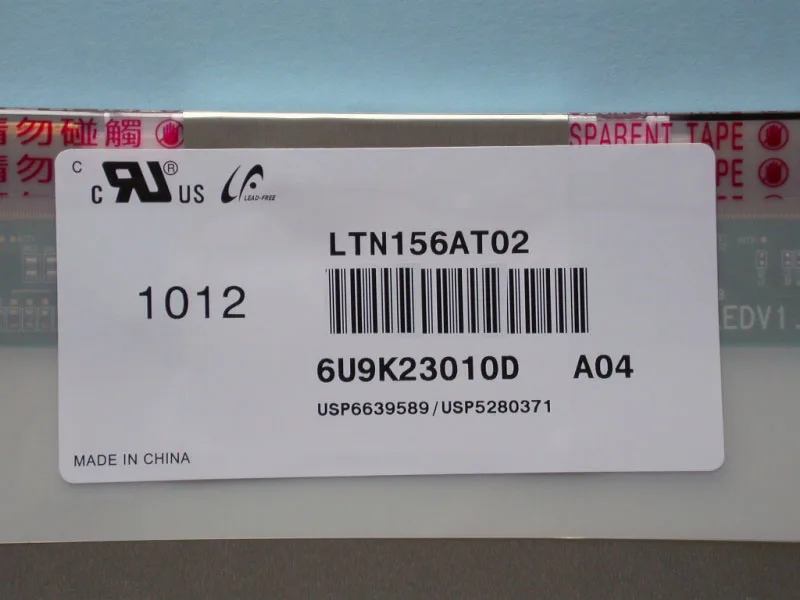 請勿碰觸
請勿
SPARENT TAPE
PE
C
c RU ® US
LEAD-FREE
LTN156AT02
1012
6U9K23010D A04
USP6639589/USP5280371
MADE IN CHINA
EDV1.